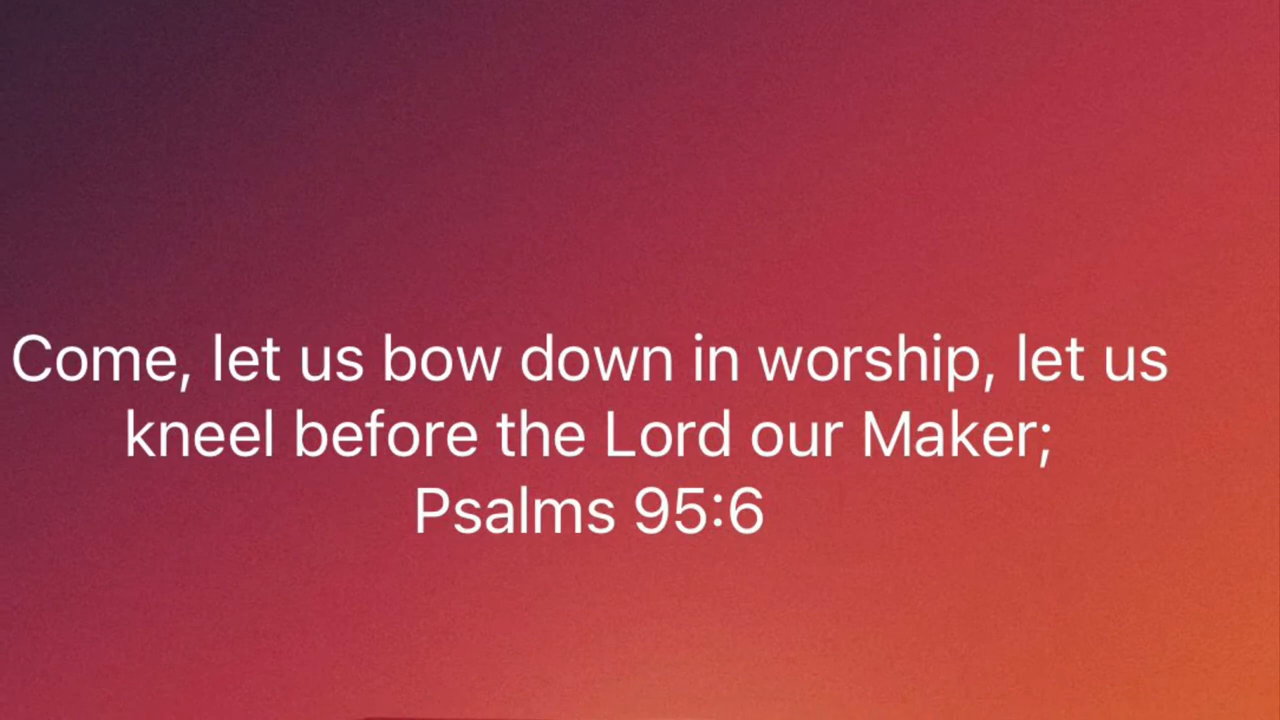 Come, let us bow down in worship, let us
kneel before the Lord our Maker;
Psalms 95:6